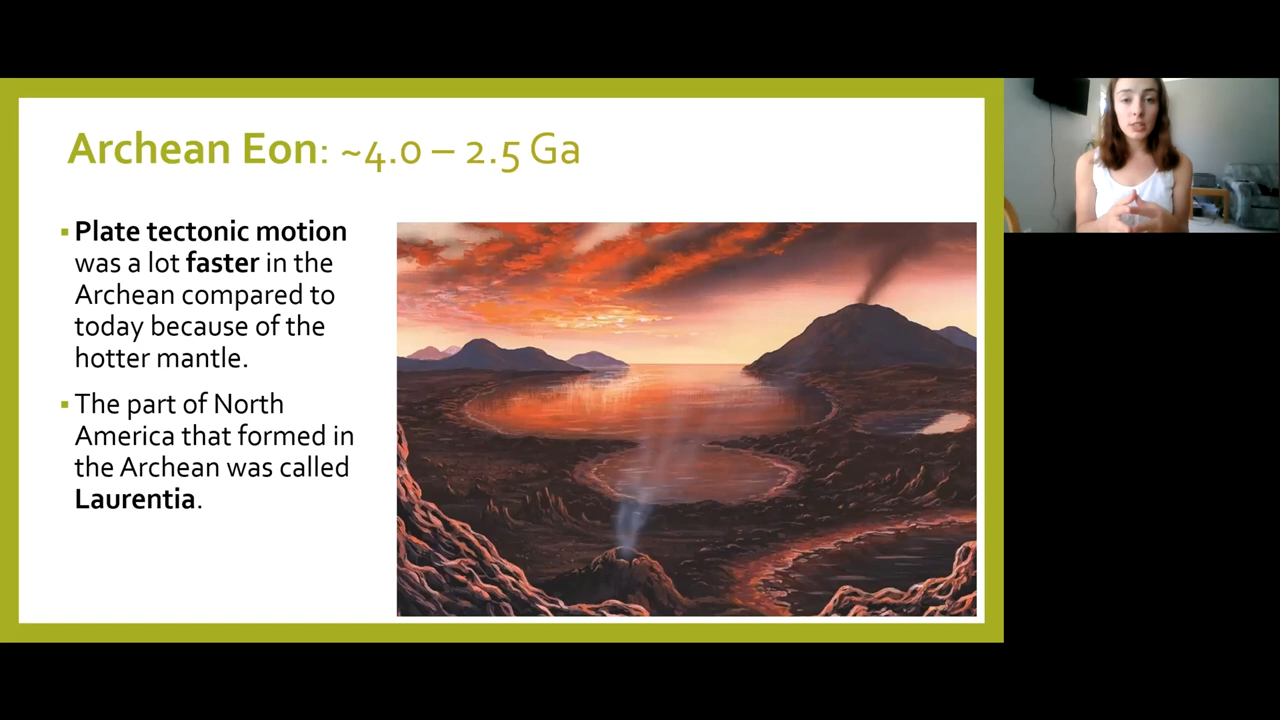 Archean Eon: ~4.0 – 2.5 Ga
▪ Plate tectonic motion
was a lot faster in the
Archean compared to
today because of the
hotter mantle.
▪ The part of North
America that formed in
the Archean was called
Laurentia.